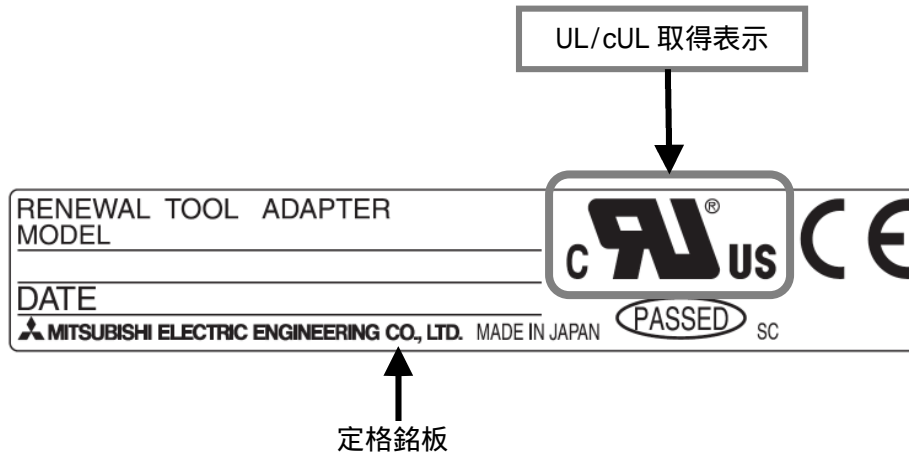 UL/cUL 取得表示
RENEWAL TOOL ADAPTER
MODEL
C RU ® US CE
DATE
MITSUBISHI ELECTRIC ENGINEERING CO., LTD. MADE IN JAPAN PASSED SC
定格銘板